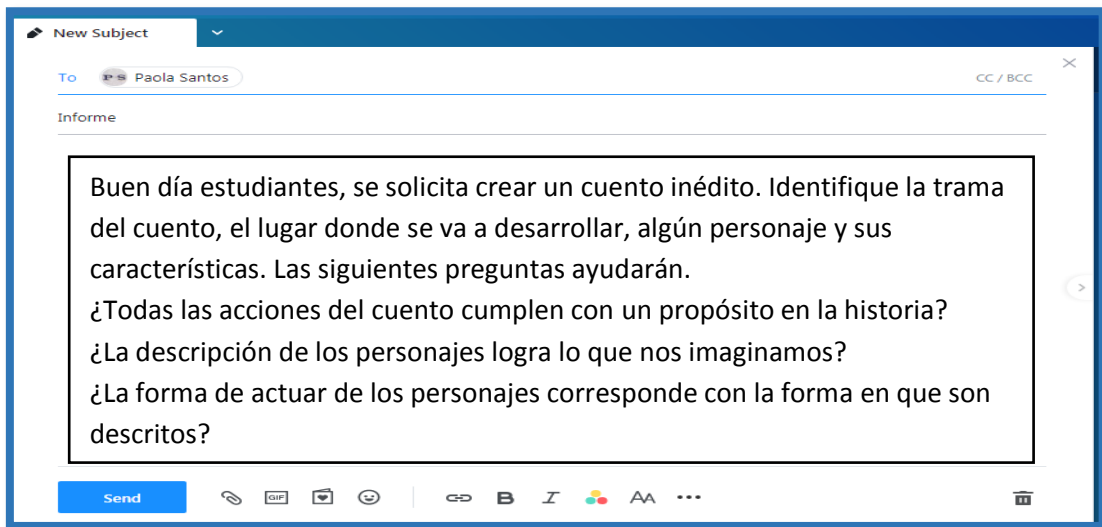 New Subject
To PS Paola Santos CC / BCC
Informe
Buen día estudiantes, se solicita crear un cuento inédito. Identifique la trama
del cuento, el lugar donde se va a desarrollar, algún personaje y sus
características. Las siguientes preguntas ayudarán.
¿Todas las acciones del cuento cumplen con un propósito en la historia?
¿La descripción de los personajes logra lo que nos imaginamos?
¿La forma de actuar de los personajes corresponde con la forma en que son
descritos?
Send GIF B I AA